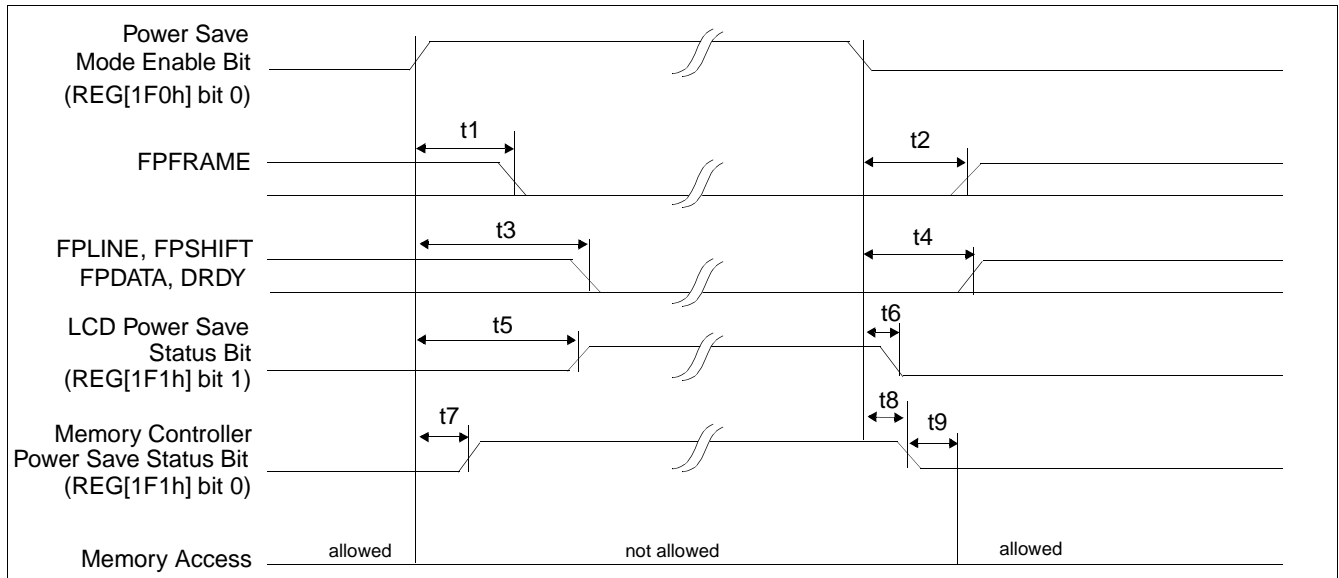 Power Save
Mode Enable Bit
(REG[1F0h] bit 0)
t1
t2
FPFRAME
t3
t4
FPLINE, FPSHIFT
FPDATA, DRDY
LCD Power Save
Status Bit
(REG[1F1h] bit 1)
t5
t6
t7
t8
t9
Memory Controller
Power Save Status Bit
(REG[1F1h] bit 0)
Memory Access
allowed
not allowed
allowed